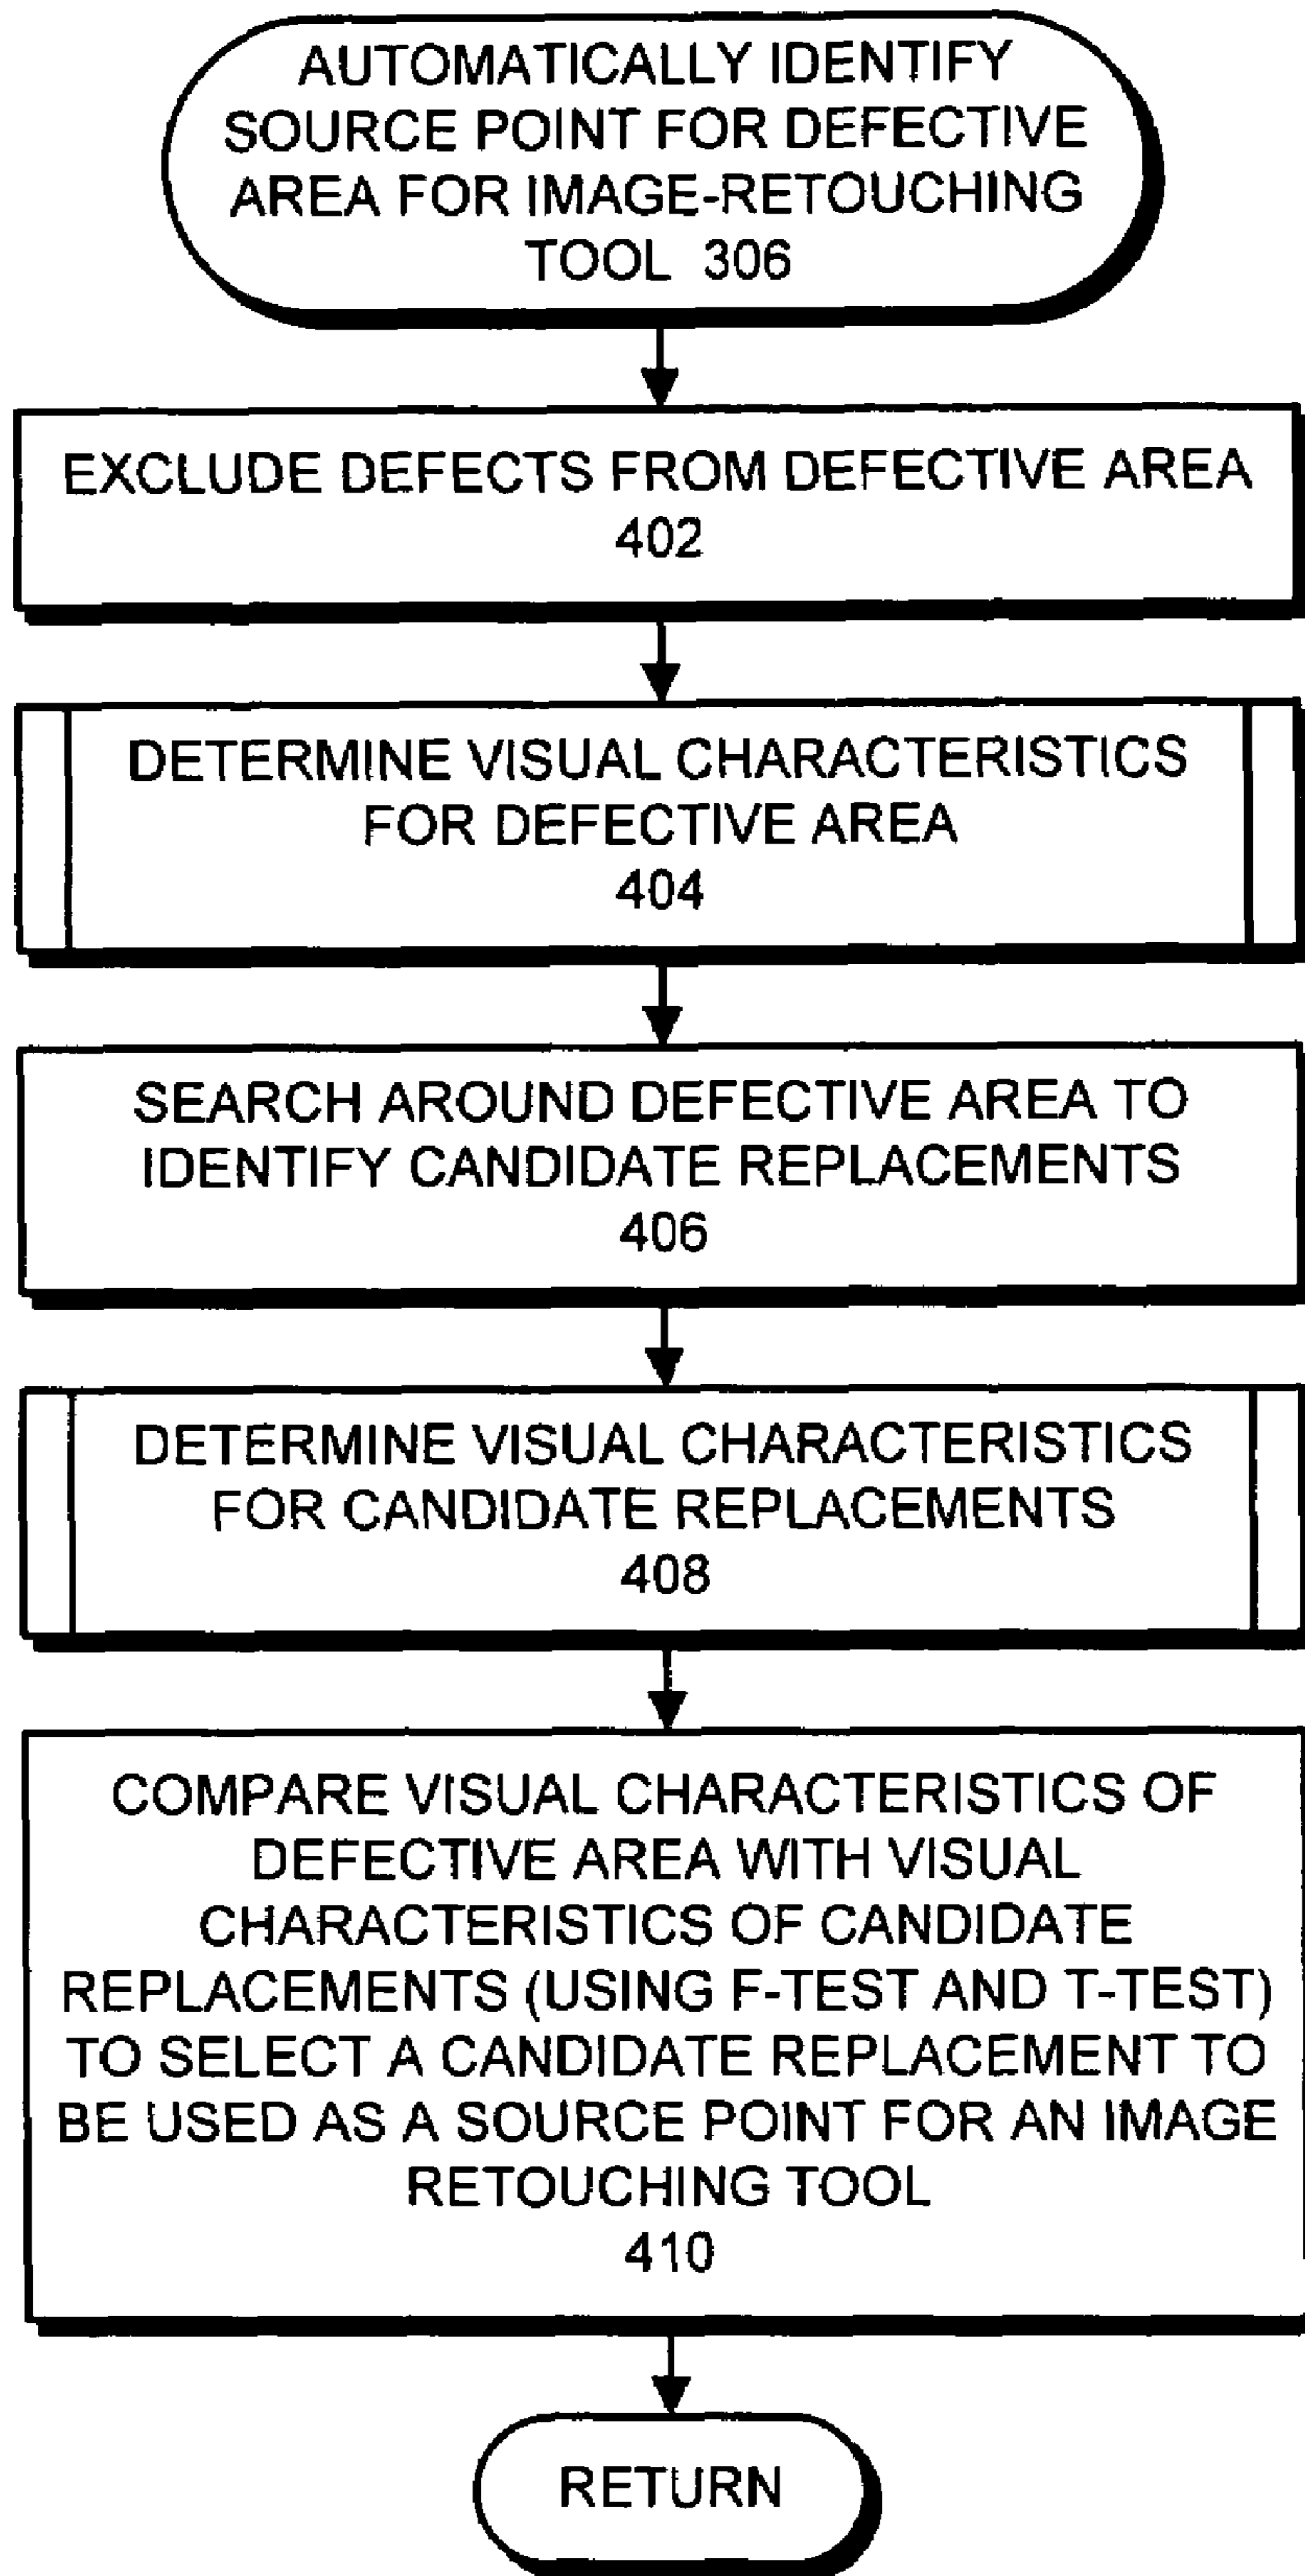 AUTOMATICALLY IDENTIFY
SOURCE POINT FOR DEFECTIVE
AREA FOR IMAGE-RETOUCHING
TOOL 306
EXCLUDE DEFECTS FROM DEFECTIVE AREA
402
DETERMINE VISUAL CHARACTERISTICS
FOR DEFECTIVE AREA
404
SEARCH AROUND DEFECTIVE AREA TO
IDENTIFY CANDIDATE REPLACEMENTS
406
DETERMINE VISUAL CHARACTERISTICS
FOR CANDIDATE REPLACEMENTS
408
COMPARE VISUAL CHARACTERISTICS OF
DEFECTIVE AREA WITH VISUAL
CHARACTERISTICS OF CANDIDATE
REPLACEMENTS (USING F-TEST AND T-TEST)
TO SELECT A CANDIDATE REPLACEMENT TO
BE USED AS A SOURCE POINT FOR AN IMAGE
RETOUCHING TOOL
410
RETURN